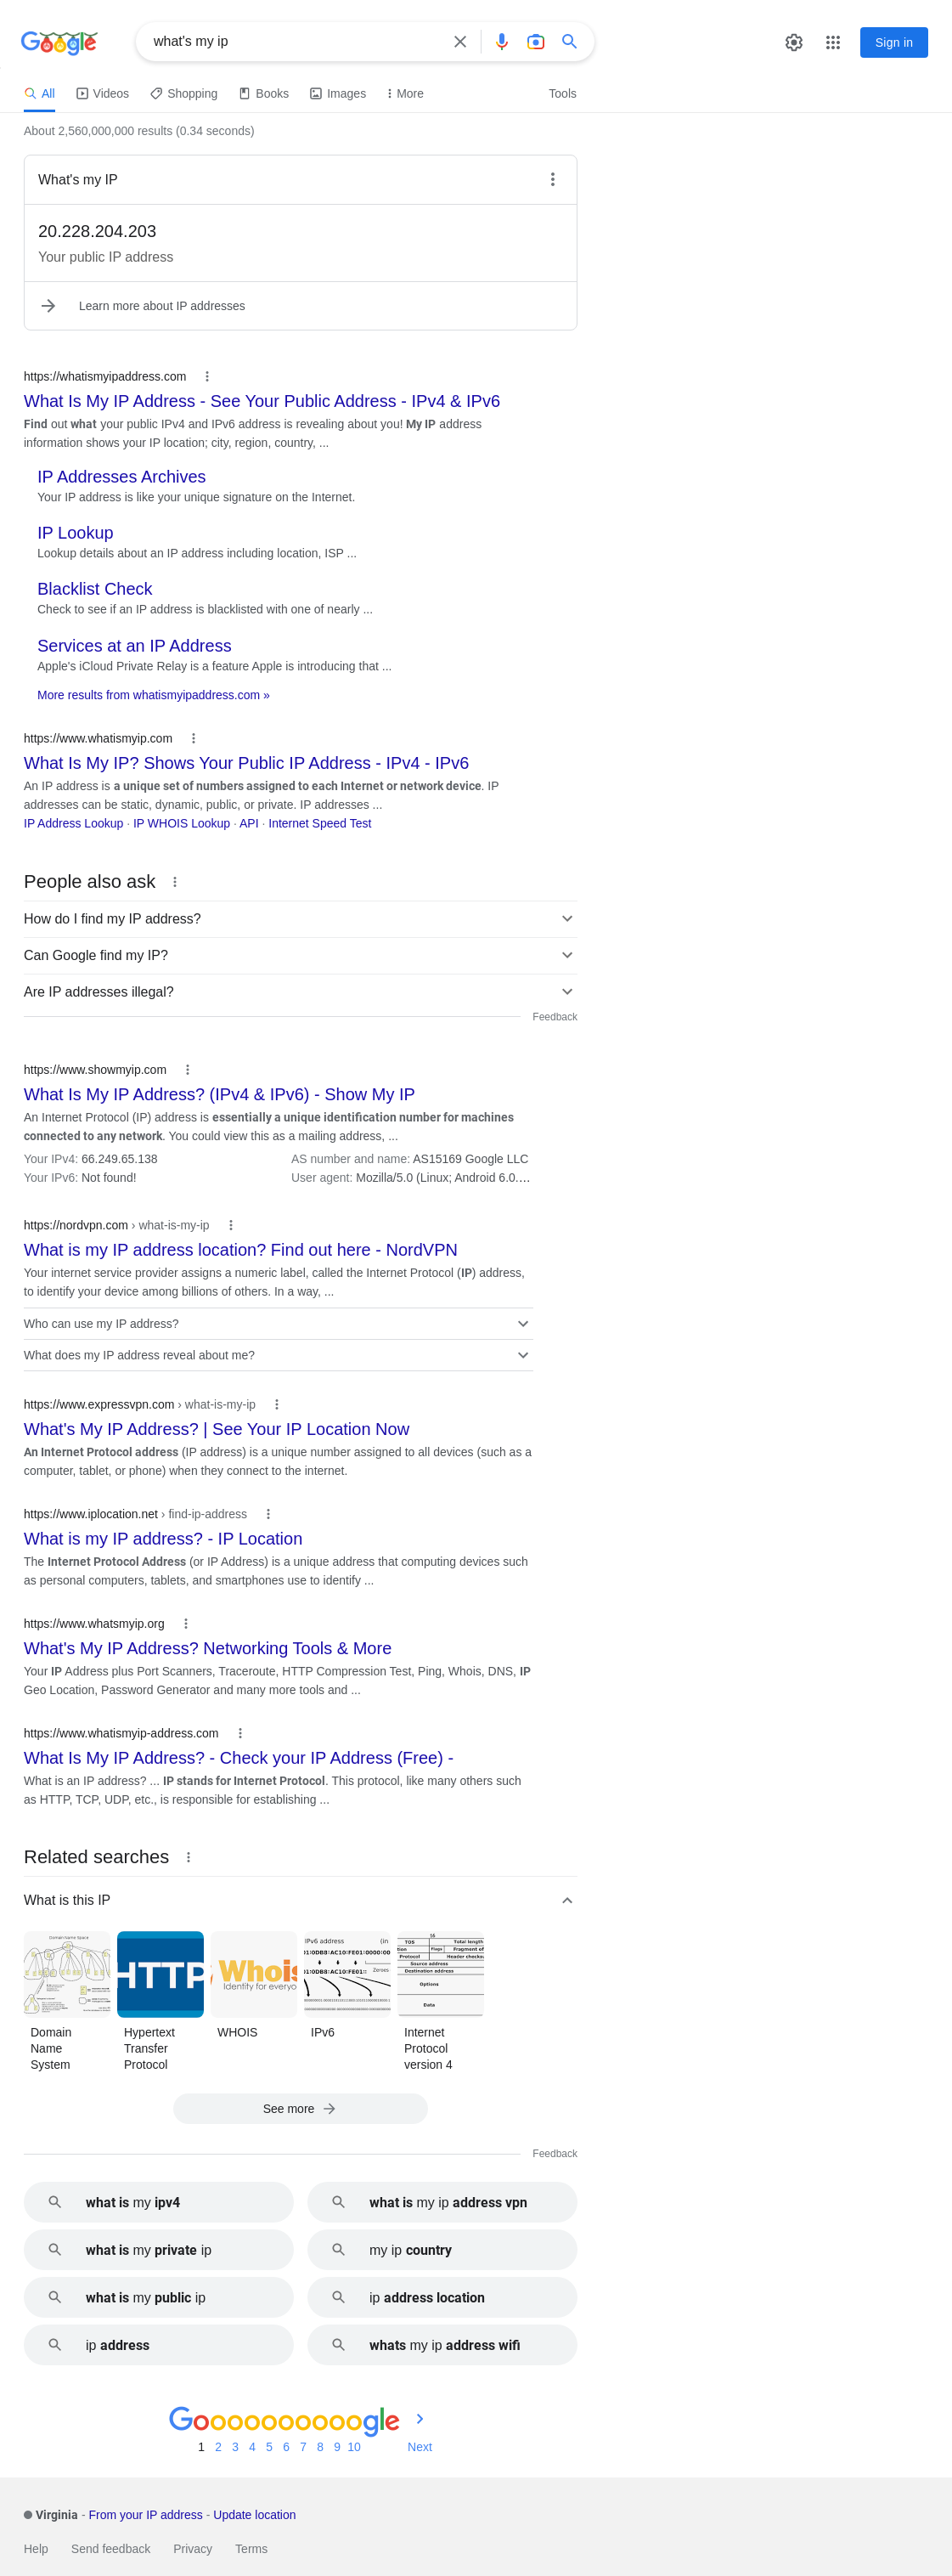 Google
what's my ip
Sign in
All Videos Shopping Books Images More Tools
About 2,560,000,000 results (0.34 seconds)
What's my IP
20.228.204.203
Your public IP address
Learn more about IP addresses
https://whatismyipaddress.com
What Is My IP Address - See Your Public Address - IPv4 & IPv6
Find out what your public IPv4 and IPv6 address is revealing about you! My IP address
information shows your IP location; city, region, country, ...
IP Addresses Archives
Your IP address is like your unique signature on the Internet.
IP Lookup
Lookup details about an IP address including location, ISP ...
Blacklist Check
Check to see if an IP address is blacklisted with one of nearly ...
Services at an IP Address
Apple's iCloud Private Relay is a feature Apple is introducing that ...
More results from whatismyipaddress.com »
https://www.whatismyip.com
What Is My IP? Shows Your Public IP Address - IPv4 - IPv6
An IP address is a unique set of numbers assigned to each Internet or network device. IP
addresses can be static, dynamic, public, or private. IP addresses ...
IP Address Lookup · IP WHOIS Lookup · API · Internet Speed Test
People also ask
How do I find my IP address?
Can Google find my IP?
Are IP addresses illegal?
Feedback
https://www.showmyip.com
What Is My IP Address? (IPv4 & IPv6) - Show My IP
An Internet Protocol (IP) address is essentially a unique identification number for machines
connected to any network. You could view this as a mailing address, ...
Your IPv4: 66.249.65.138 AS number and name: AS15169 Google LLC
Your IPv6: Not found! User agent: Mozilla/5.0 (Linux; Android 6.0....
https://nordvpn.com › what-is-my-ip
What is my IP address location? Find out here - NordVPN
Your internet service provider assigns a numeric label, called the Internet Protocol (IP) address,
to identify your device among billions of others. In a way, ...
Who can use my IP address?
What does my IP address reveal about me?
https://www.expressvpn.com › what-is-my-ip
What's My IP Address? | See Your IP Location Now
An Internet Protocol address (IP address) is a unique number assigned to all devices (such as a
computer, tablet, or phone) when they connect to the internet.
https://www.iplocation.net › find-ip-address
What is my IP address? - IP Location
The Internet Protocol Address (or IP Address) is a unique address that computing devices such
as personal computers, tablets, and smartphones use to identify ...
https://www.whatsmyip.org
What's My IP Address? Networking Tools & More
Your IP Address plus Port Scanners, Traceroute, HTTP Compression Test, Ping, Whois, DNS, IP
Geo Location, Password Generator and many more tools and ...
https://www.whatismyip-address.com
What Is My IP Address? - Check your IP Address (Free) -
What is an IP address? ... IP stands for Internet Protocol. This protocol, like many others such
as HTTP, TCP, UDP, etc., is responsible for establishing ...
Related searches
What is this IP
Domain Name Space
HTTP
Whois
Identity for everyo
IPv6 address (in
Zeroes
16
TOS Total length
Flags Fragment of
Protocol Header checksu
Source address
Destination address
Options
Data
Domain
Name
System
Hypertext
Transfer
Protocol
WHOIS
IPv6
Internet
Protocol
version 4
See more
Feedback
what is my ipv4
what is my ip address vpn
what is my private ip
my ip country
what is my public ip
ip address location
ip address
whats my ip address wifi
Goooooooooogle
1 2 3 4 5 6 7 8 9 10 Next
Virginia - From your IP address - Update location
Help Send feedback Privacy Terms